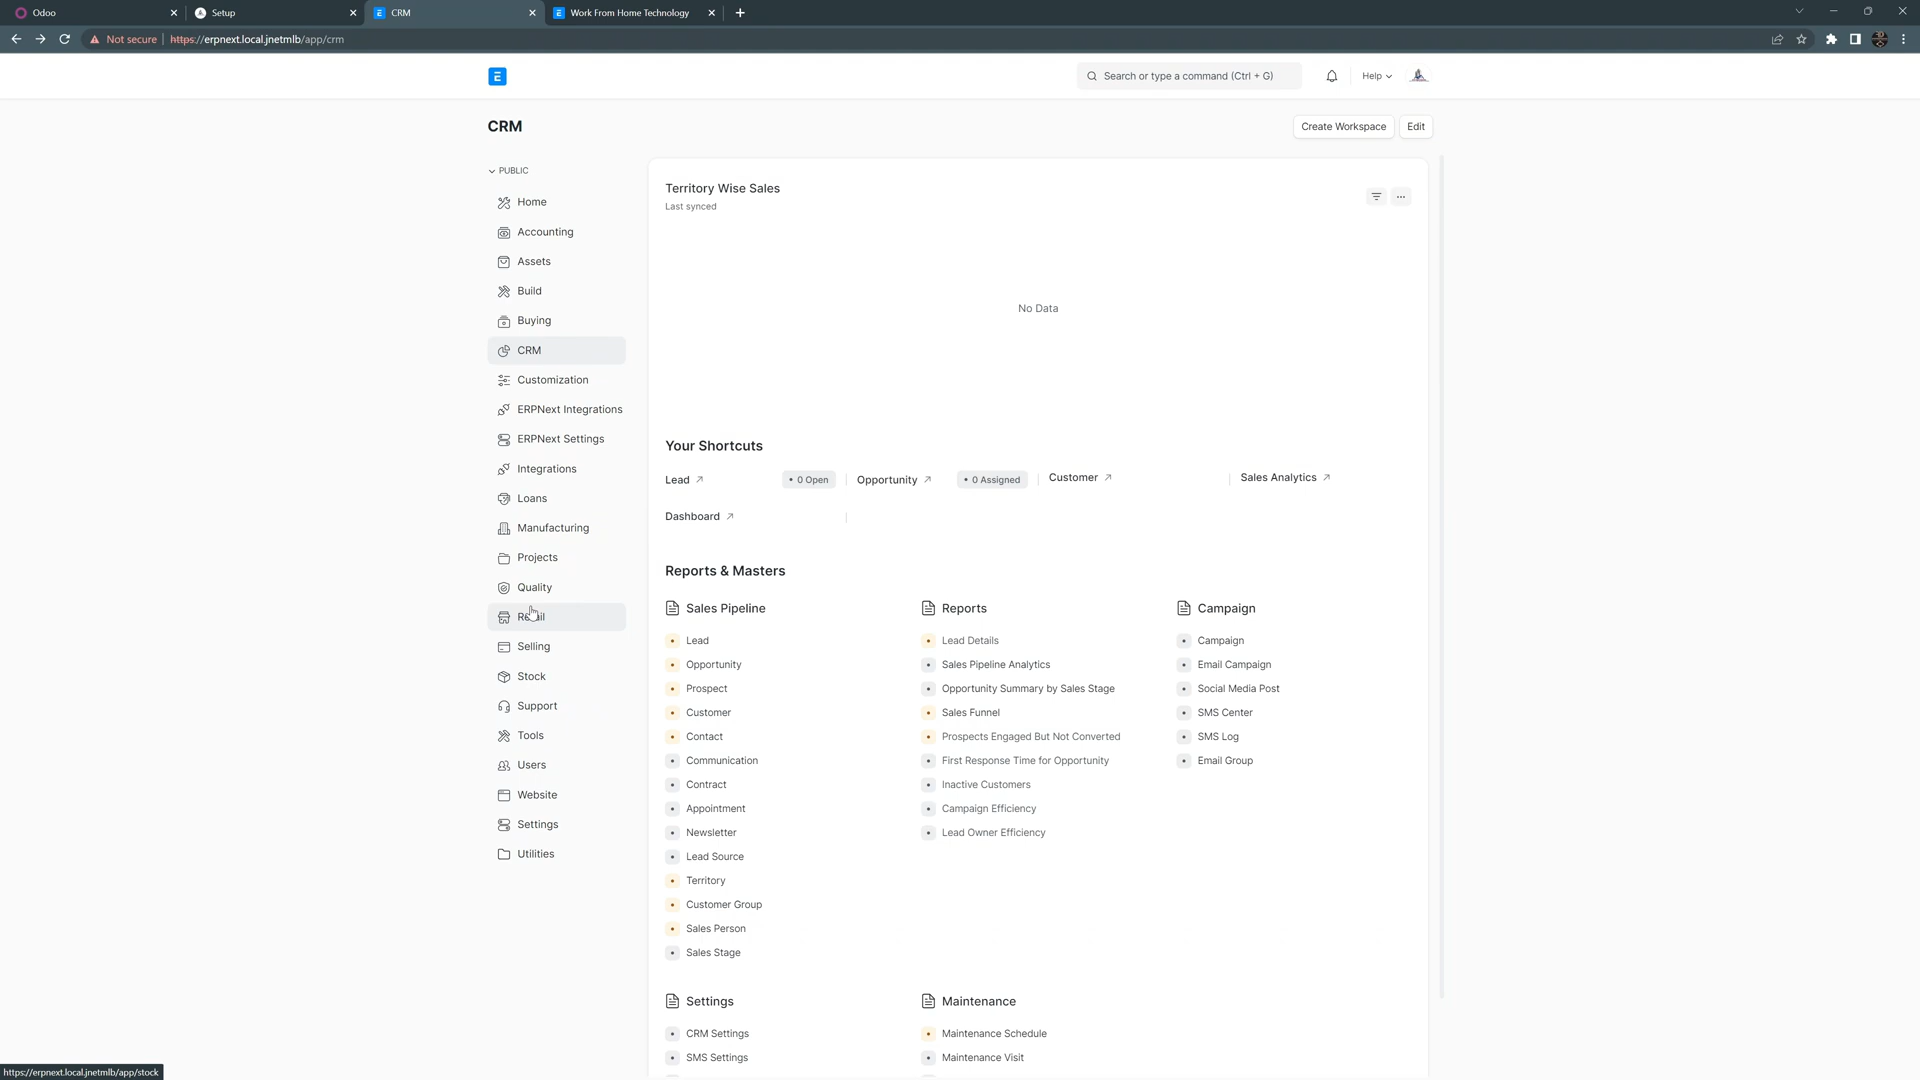 Odoo
Setup
CRM
Work From Home Technology
Not secure
https://erpnext.local.jnetmlb/app/crm
E
Search or type a command (Ctrl + G)
Help
CRM
Create Workspace
Edit
PUBLIC
Home
Accounting
Assets
Build
Buying
CRM
Customization
ERPNext Integrations
ERPNext Settings
Integrations
Loans
Manufacturing
Projects
Quality
Retail
Selling
Stock
Support
Tools
Users
Website
Settings
Utilities
Territory Wise Sales
Last synced
No Data
Your Shortcuts
Lead
0 Open
Opportunity
0 Assigned
Customer
Sales Analytics
Dashboard
Reports & Masters
Sales Pipeline
Lead
Opportunity
Prospect
Customer
Contact
Communication
Contract
Appointment
Newsletter
Lead Source
Territory
Customer Group
Sales Person
Sales Stage
Reports
Lead Details
Sales Pipeline Analytics
Opportunity Summary by Sales Stage
Sales Funnel
Prospects Engaged But Not Converted
First Response Time for Opportunity
Inactive Customers
Campaign Efficiency
Lead Owner Efficiency
Campaign
Campaign
Email Campaign
Social Media Post
SMS Center
SMS Log
Email Group
Settings
CRM Settings
SMS Settings
Maintenance
Maintenance Schedule
Maintenance Visit
https://erpnext.local.jnetmlb/app/stock